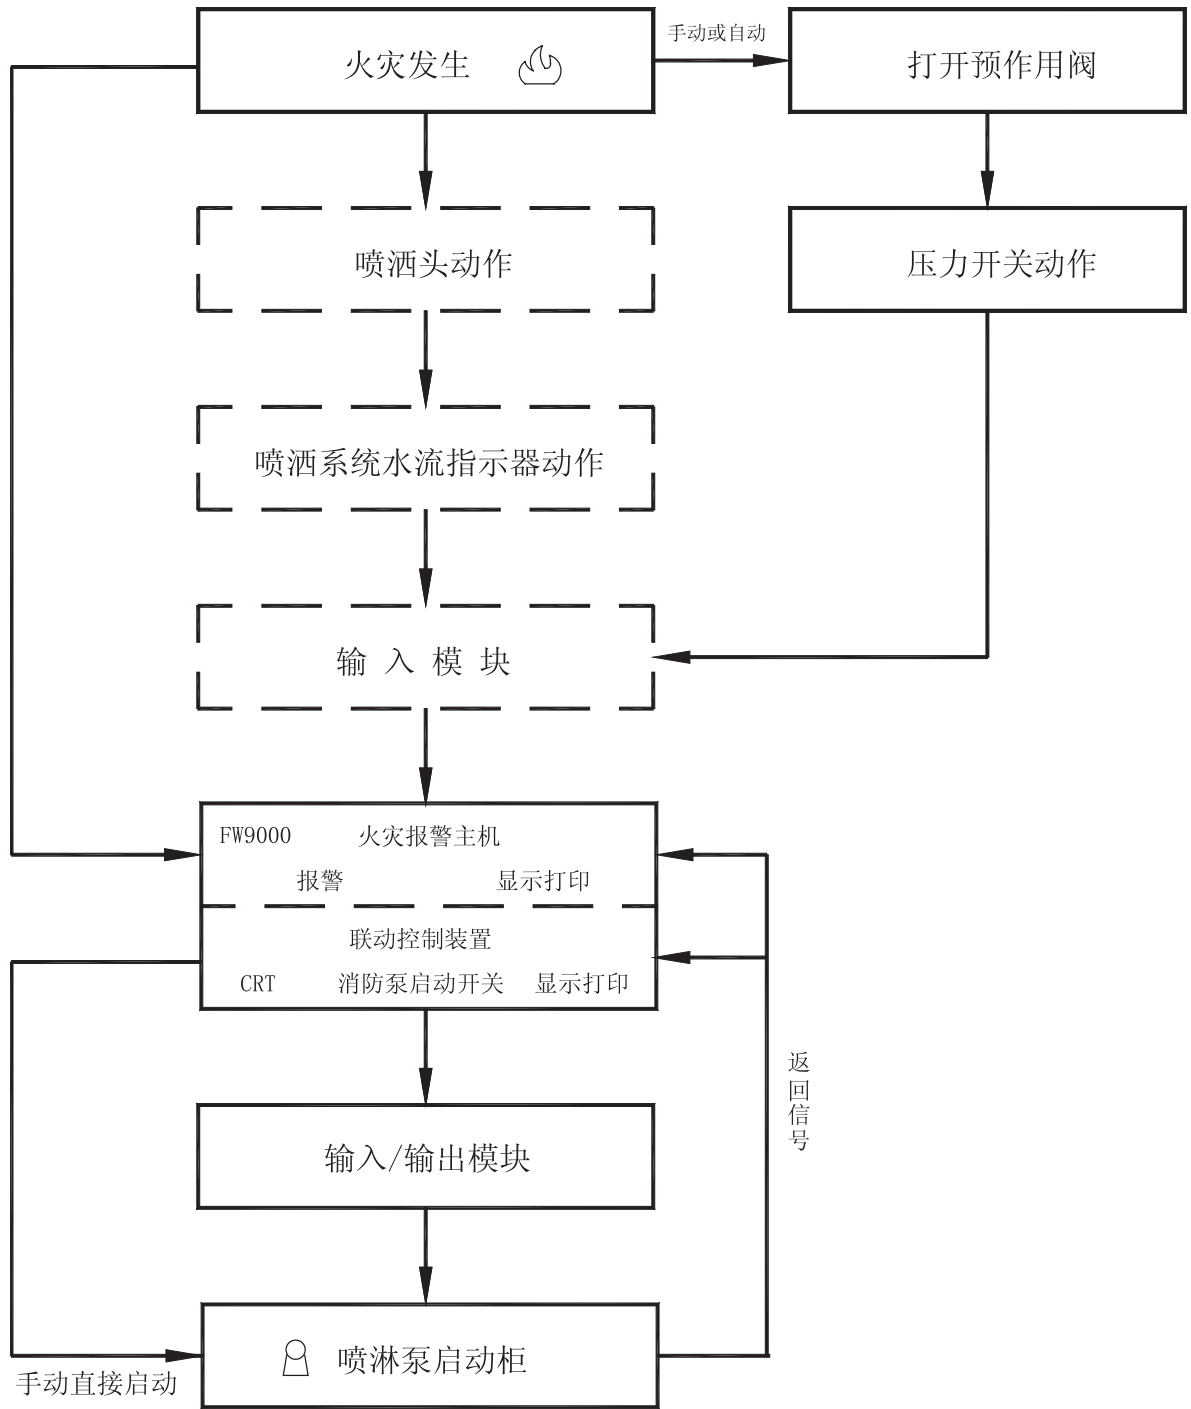 火灾发生
手动或自动
打开预作用阀
喷洒头动作
压力开关动作
喷洒系统水流指示器动作
输入模块
FW9000 火灾报警主机
报警 显示打印
联动控制装置
CRT 消防泵启动开关 显示打印
返回信号
输入/输出模块
喷淋泵启动柜
手动直接启动